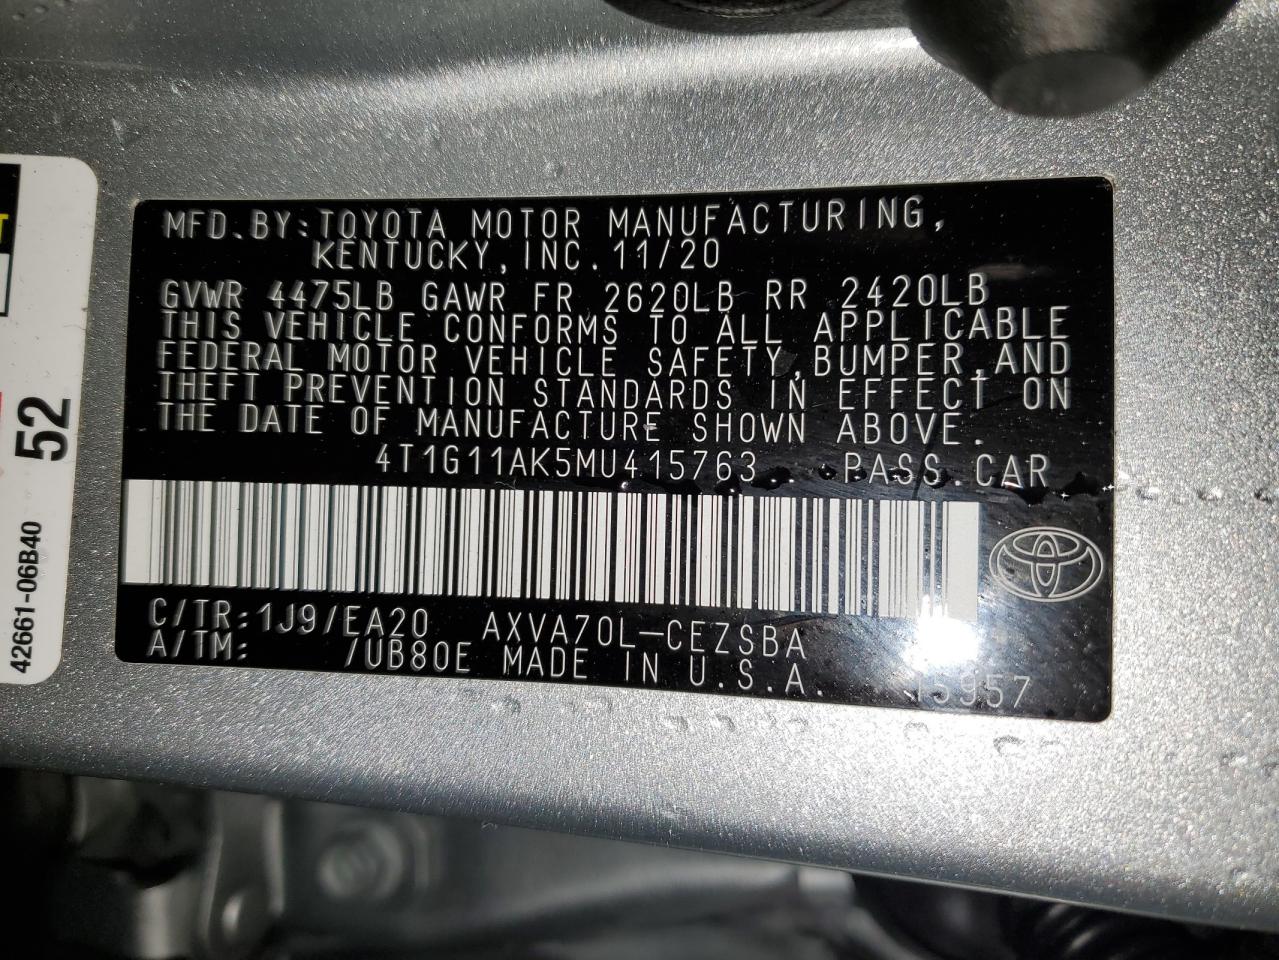 MFD.BY:TOYOTA MOTOR MANUFACTURING,
KENTUCKY,INC. 11/20
GVWR 4475LB GAWR FR 2620LB RR 2420LB
THIS VEHICLE CONFORMS TO ALL APPLICABLE
FEDERAL MOTOR VEHICLE SAFETY,BUMPER,AND
THEFT PREVENTION STANDARDS IN EFFECT ON
THE DATE OF MANUFACTURE SHOWN ABOVE.
4T1G11AK5MU415763 PASS.CAR
C/TR:1J9/EA20 AXVA70L-CEZSBA
A/TM: /UB80E MADE IN U.S.A.
52
42661-06B40